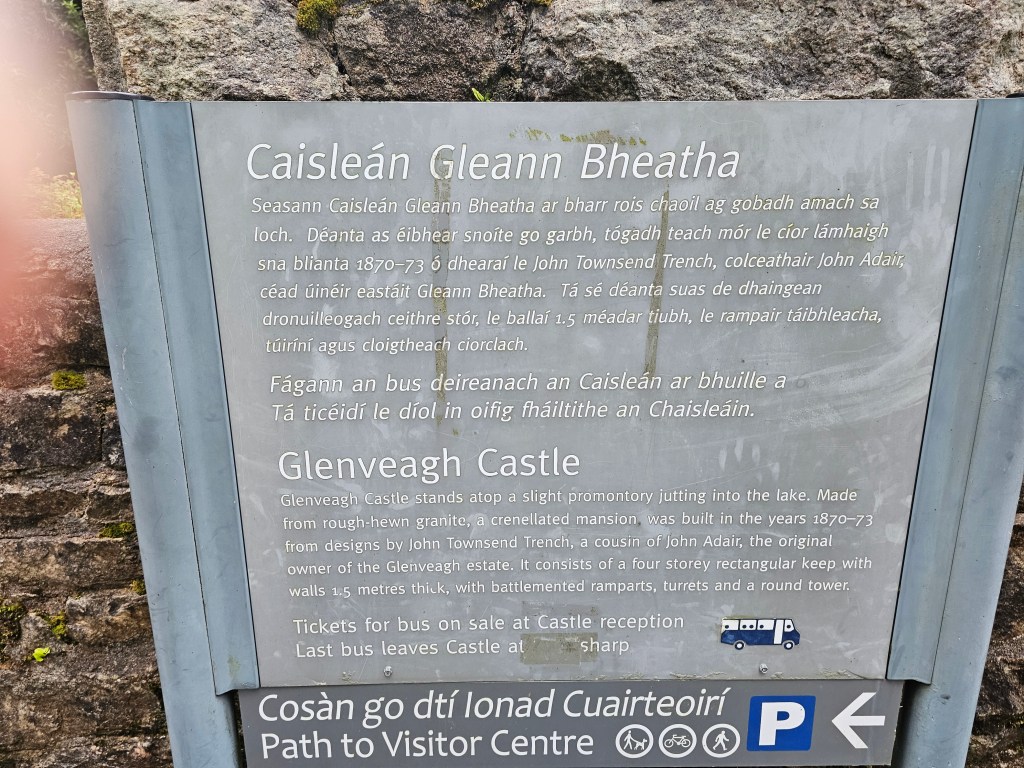 Caisleán Gleann Bheatha
Seasann Caisleán Gleann Bheatha ar bharr rois chaoil ag gobadh amach sa
loch. Déanta as éibhear snoite go garbh, tógadh teach mór le cíor lámhaigh
sna blianta 1870–73 ó dhearaí le John Townsend Trench, colceathair John Adair,
céad úinéir eastáit Gleann Bheatha. Tá sé déanta suas de dhaingean
dronuilleogach ceithre stór, le ballaí 1.5 méadar tiubh, le rampair táibhleacha,
túiríní agus cloigtheach ciorclach.
Fágann an bus deireanach an Caisleán ar bhuille a
Tá ticéidí le díol in oifig fháiltithe an Chaisleáin.
Glenveagh Castle
Glenveagh Castle stands atop a slight promontory jutting into the lake. Made
from rough-hewn granite, a crenellated mansion, was built in the years 1870–73
from designs by John Townsend Trench, a cousin of John Adair, the original
owner of the Glenveagh estate. It consists of a four storey rectangular keep with
walls 1.5 metres thick, with battlemented ramparts, turrets and a round tower.
Tickets for bus on sale at Castle reception
Last bus leaves Castle at sharp
Cosàn go dtí Ionad Cuairteoirí
Path to Visitor Centre P